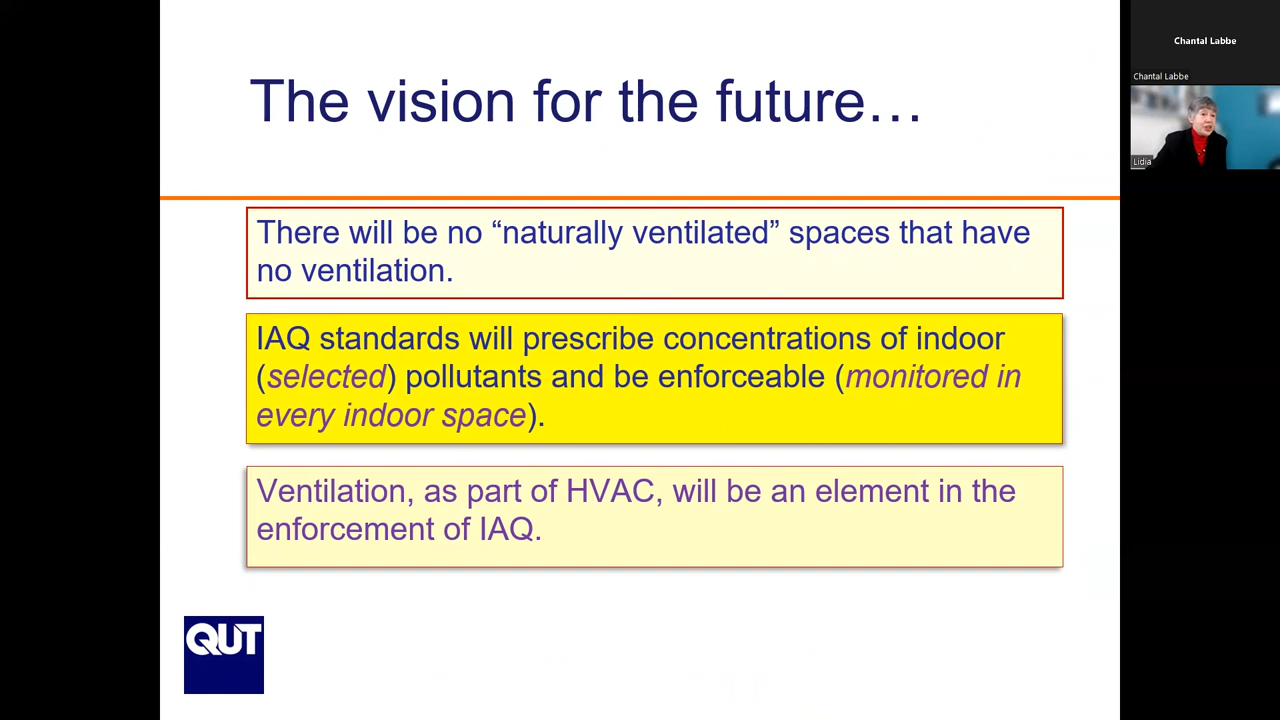 The vision for the future…
There will be no “naturally ventilated” spaces that have
no ventilation.
IAQ standards will prescribe concentrations of indoor
(selected) pollutants and be enforceable (monitored in
every indoor space).
Ventilation, as part of HVAC, will be an element in the
enforcement of IAQ.
QUT
Chantal Labbe
Chantal Labbe
Lidia